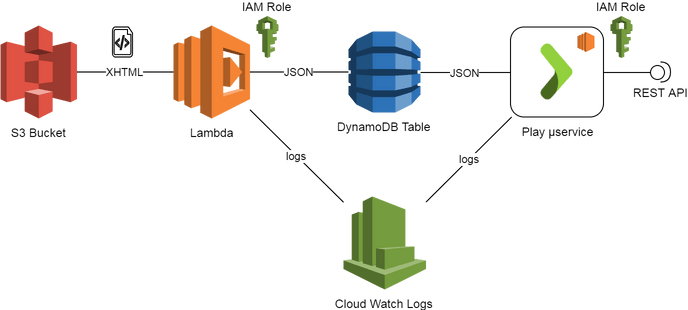 IAM Role
IAM Role
XHTML
JSON
JSON
REST API
S3 Bucket
Lambda
DynamoDB Table
Play µservice
logs
logs
Cloud Watch Logs